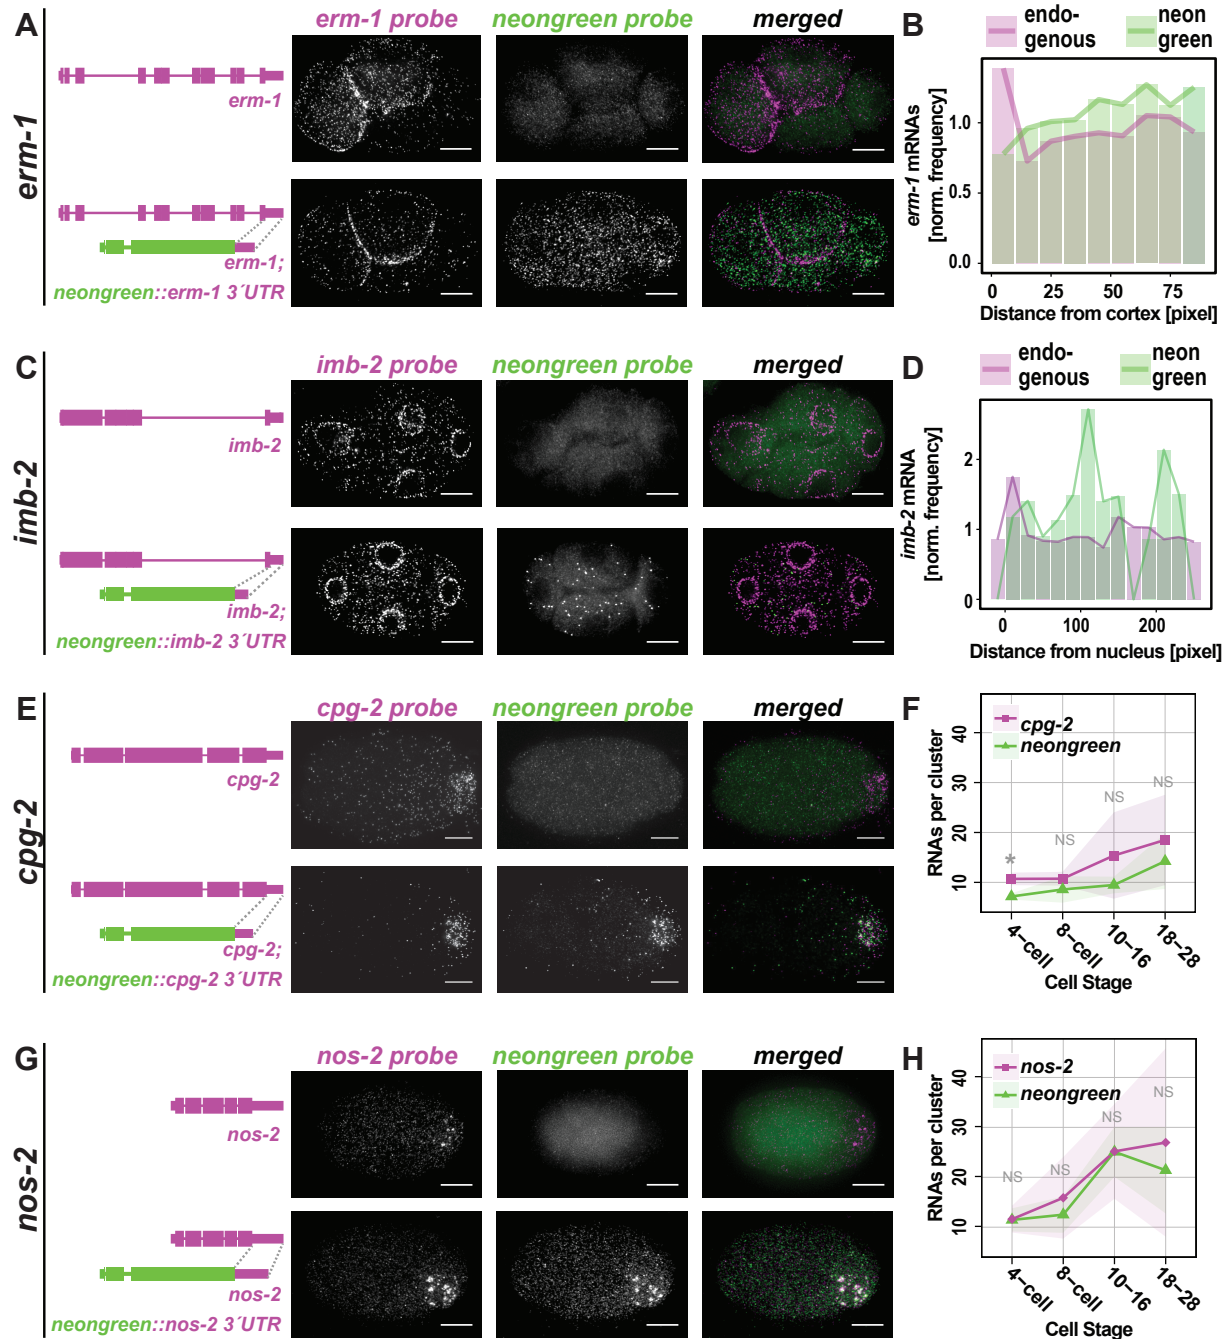 A
erm-1 probe
neongreen probe
merged
erm-1
erm-1
erm-1;
neongreen::erm-1 3´UTR
B
endo-
genous
neon
green
erm-1 mRNAs
[norm. frequency]
1.0
0.5
0.0
0
25
50
75
Distance from cortex [pixel]
C
imb-2 probe
neongreen probe
merged
imb-2
imb-2
imb-2;
neongreen::imb-2 3´UTR
D
endo-
genous
neon
green
imb-2 mRNA
[norm. frequency]
2
1
0
0
100
200
Distance from nucleus [pixel]
E
cpg-2 probe
neongreen probe
merged
cpg-2
cpg-2
cpg-2;
neongreen::cpg-2 3´UTR
F
cpg-2
neongreen
RNAs per cluster
40
30
20
10
*
NS
NS
NS
4–cell
8–cell
10–16
18–28
Cell Stage
G
nos-2 probe
neongreen probe
merged
nos-2
nos-2
nos-2
neongreen::nos-2 3´UTR
H
nos-2
neongreen
RNAs per cluster
40
30
20
10
NS
NS
NS
NS
4–cell
8–cell
10–16
18–28
Cell Stage